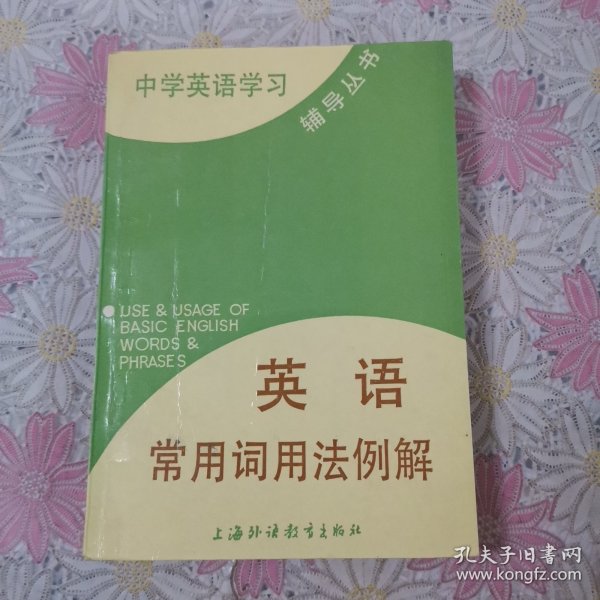 中学英语学习
辅导丛书
USE & USAGE OF
BASIC ENGLISH
WORDS &
PHRASES
英语
常用词用法例解
上海外语教育出版社
孔夫子旧书网
www.kongfz.com